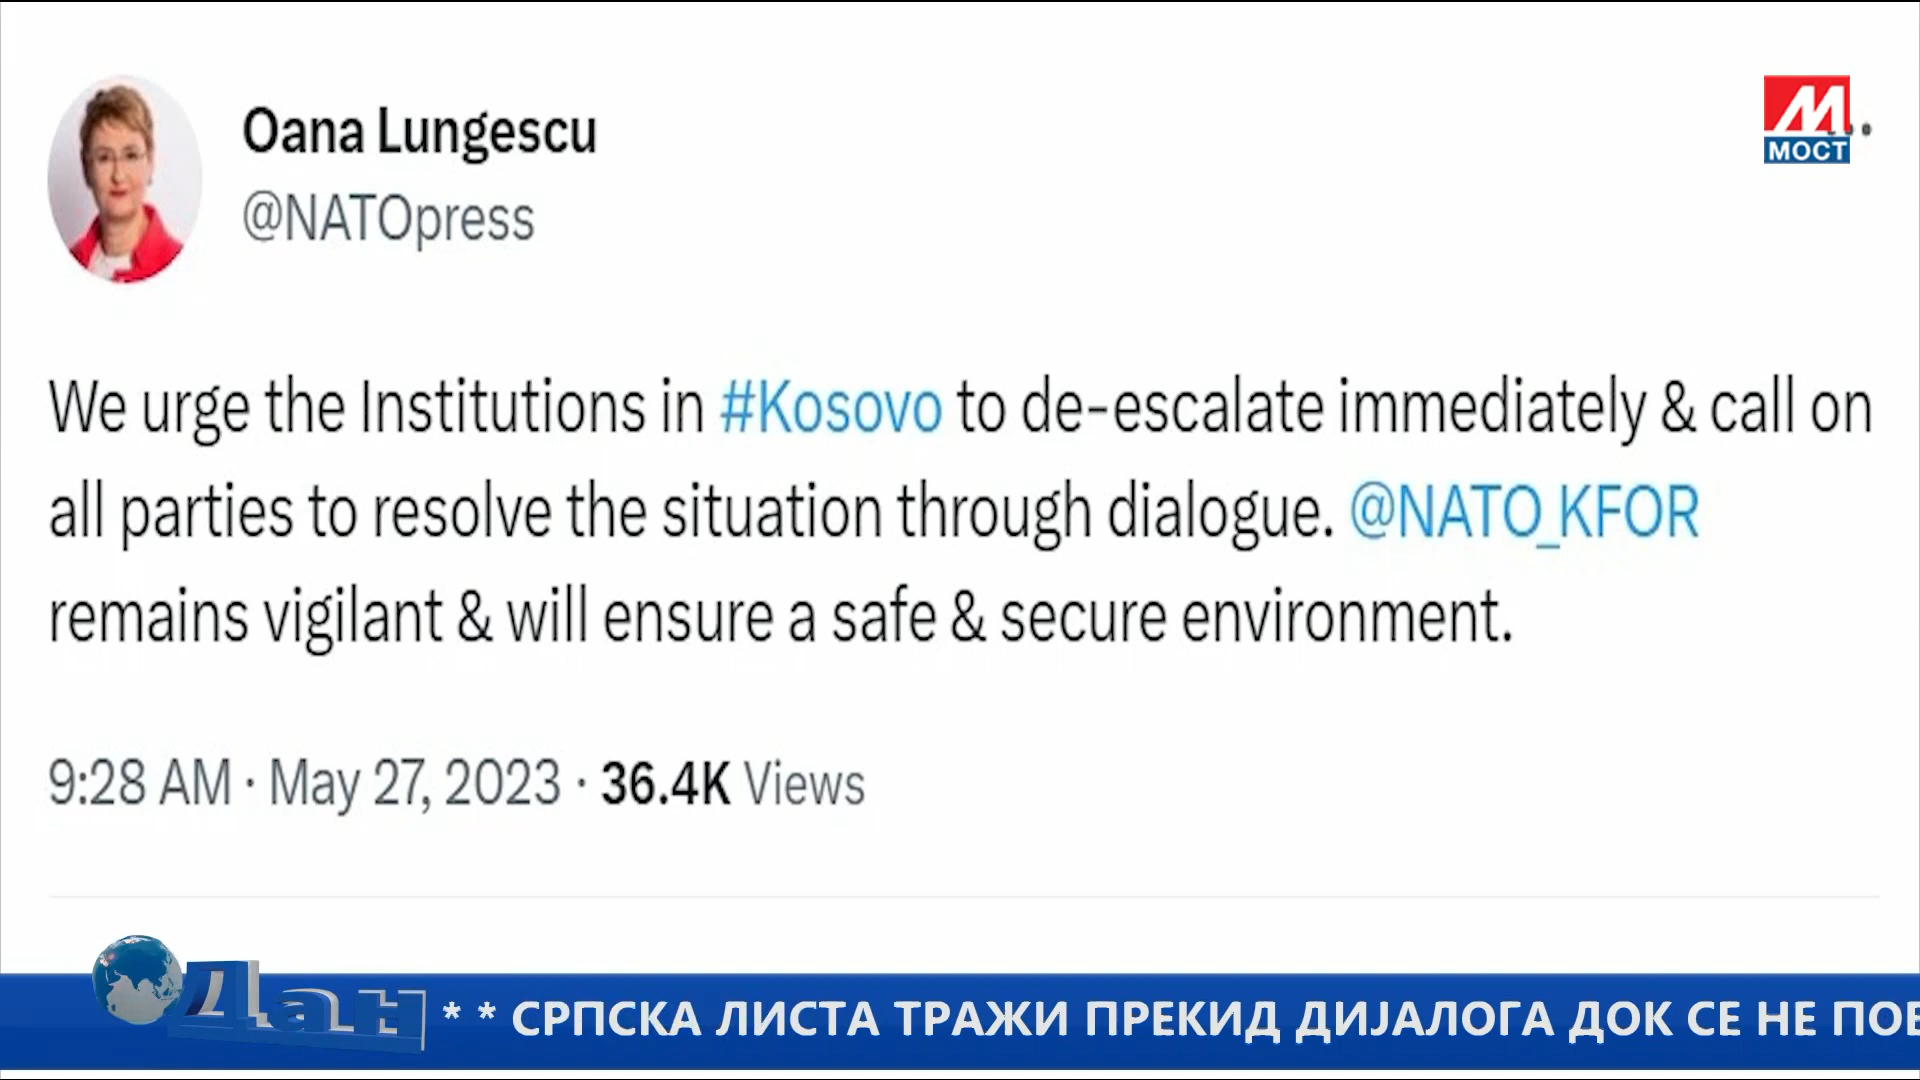 Oana Lungescu
@NATOpress
M
МОСТ
We urge the Institutions in #Kosovo to de-escalate immediately & call on
all parties to resolve the situation through dialogue. @NATO_KFOR
remains vigilant & will ensure a safe & secure environment.
9:28 AM · May 27, 2023 · 36.4K Views
Дан
* * СРПСКА ЛИСТА ТРАЖИ ПРЕКИД ДИЈАЛОГА ДОК СЕ НЕ